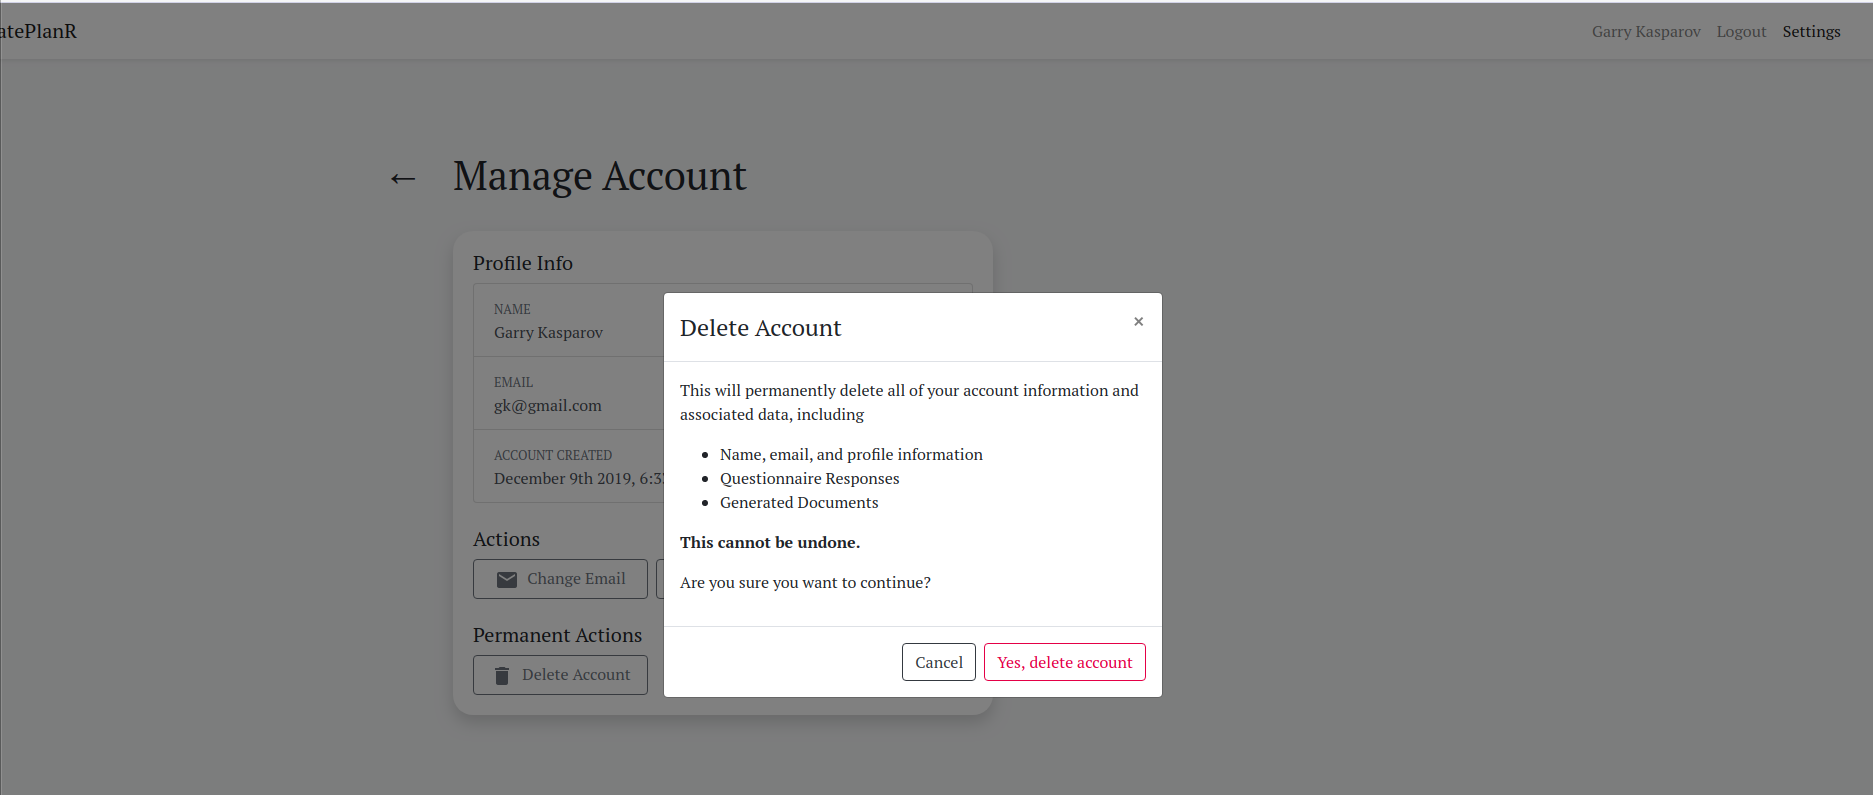 atePlanR
Garry Kasparov Logout Settings
← Manage Account
Profile Info
NAME
Garry Kasparov
EMAIL
gk@gmail.com
ACCOUNT CREATED
December 9th 2019, 6:3
Actions
Change Email
Permanent Actions
Delete Account
Delete Account ×
This will permanently delete all of your account information and
associated data, including
• Name, email, and profile information
• Questionnaire Responses
• Generated Documents
This cannot be undone.
Are you sure you want to continue?
Cancel Yes, delete account